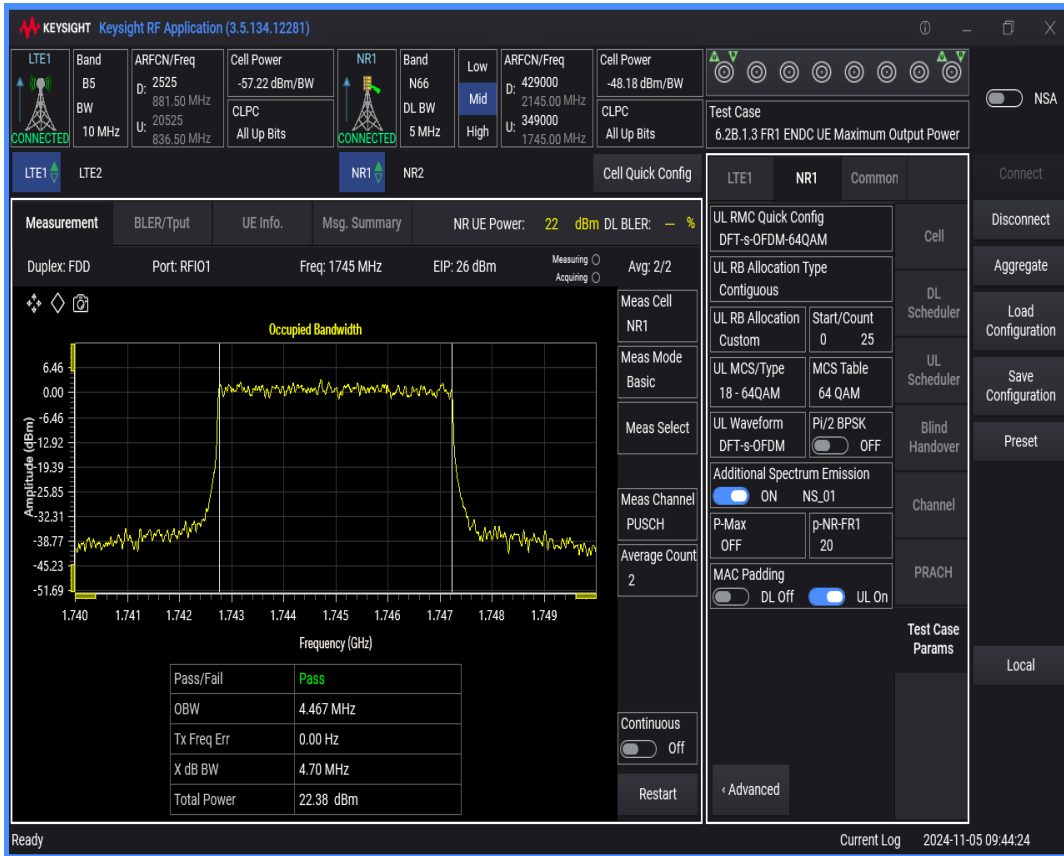 KEYSIGHT Keysight RF Application (3.5.134.12281)
LTE1 Band ARFCN/Freq Cell Power NR1 Band Low ARFCN/Freq Cell Power
B5 D: 2525 -57.22 dBm/BW N66 D: 429000 -48.18 dBm/BW
881.50 MHz 2145.00 MHz
BW U: 20525 CLPC DL BW Mid U: 349000 CLPC
CONNECTED 10 MHz 836.50 MHz All Up Bits CONNECTED 5 MHz High 1745.00 MHz All Up Bits
Test Case
6.2B.1.3 FR1 ENDC UE Maximum Output Power
NSA
LTE1 LTE2 NR1 NR2 Cell Quick Config
Measurement BLER/Tput UE Info. Msg. Summary NR UE Power: 22 dBm DL BLER: — %
Duplex: FDD Port: RFIO1 Freq: 1745 MHz EIP: 26 dBm Measuring Avg: 2/2
Acquiring
Occupied Bandwidth
Amplitude (dBm)
6.46
0.00
-6.46
-12.92
-19.39
-25.85
-32.31
-38.77
-45.23
-51.69
1.740 1.741 1.742 1.743 1.744 1.745 1.746 1.747 1.748 1.749
Frequency (GHz)
Pass/Fail Pass
OBW 4.467 MHz
Tx Freq Err 0.00 Hz
X dB BW 4.70 MHz
Total Power 22.38 dBm
Meas Cell
NR1
Meas Mode
Basic
Meas Select
Meas Channel
PUSCH
Average Count
2
Continuous
Off
Restart
LTE1 NR1 Common
UL RMC Quick Config
DFT-s-OFDM-64QAM
UL RB Allocation Type
Contiguous
UL RB Allocation Start/Count
Custom 0 25
UL MCS/Type MCS Table
18 - 64QAM 64 QAM
UL Waveform Pi/2 BPSK
DFT-s-OFDM OFF
Additional Spectrum Emission
ON NS_01
P-Max p-NR-FR1
OFF 20
MAC Padding
DL Off UL On
‹ Advanced
Cell
DL
Scheduler
UL
Scheduler
Blind
Handover
Channel
PRACH
Test Case
Params
Connect
Disconnect
Aggregate
Load
Configuration
Save
Configuration
Preset
Local
Ready Current Log 2024-11-05 09:44:24